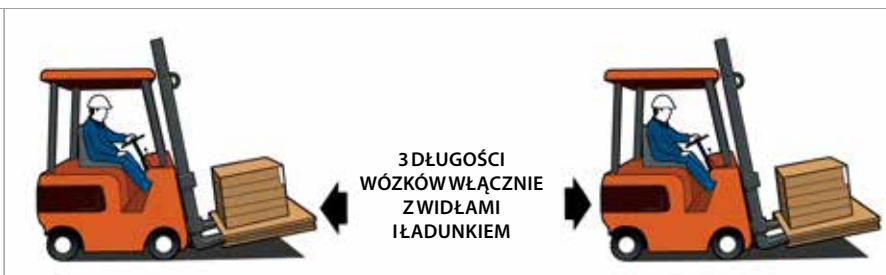 3 DŁUGOŚCI
WÓZKÓW WŁĄCZNIE
Z WIDŁAMI
I ŁADUNKIEM